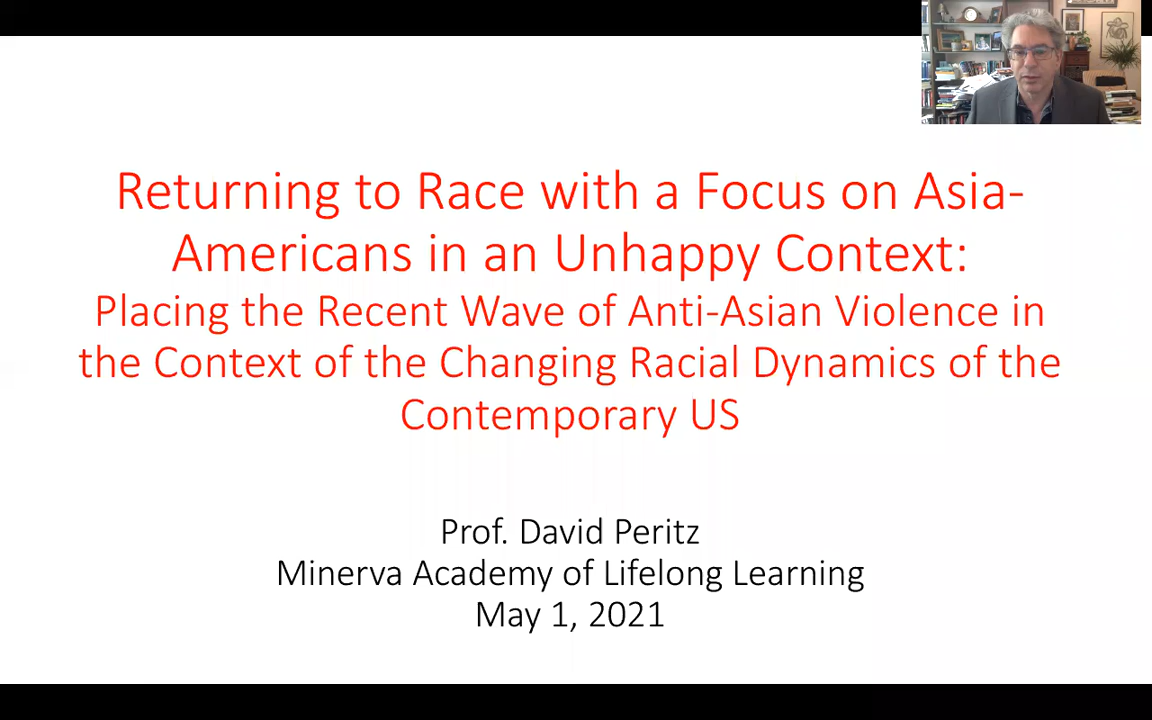 Returning to Race with a Focus on Asia-
Americans in an Unhappy Context:
Placing the Recent Wave of Anti-Asian Violence in
the Context of the Changing Racial Dynamics of the
Contemporary US
Prof. David Peritz
Minerva Academy of Lifelong Learning
May 1, 2021